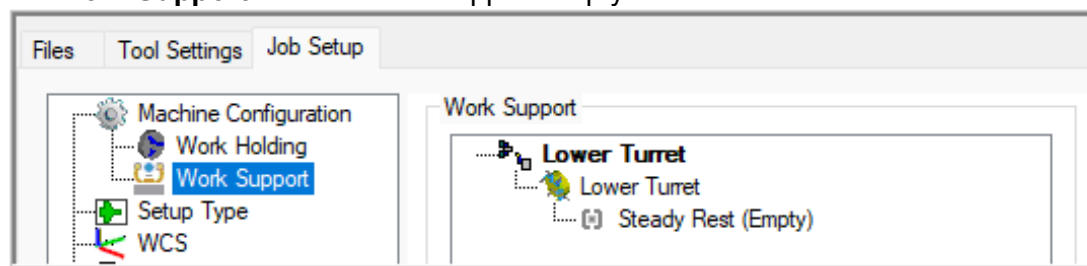 Files Tool Settings Job Setup
Machine Configuration
Work Holding
Work Support
Setup Type
WCS
Work Support
Lower Turret
Lower Turret
Steady Rest (Empty)